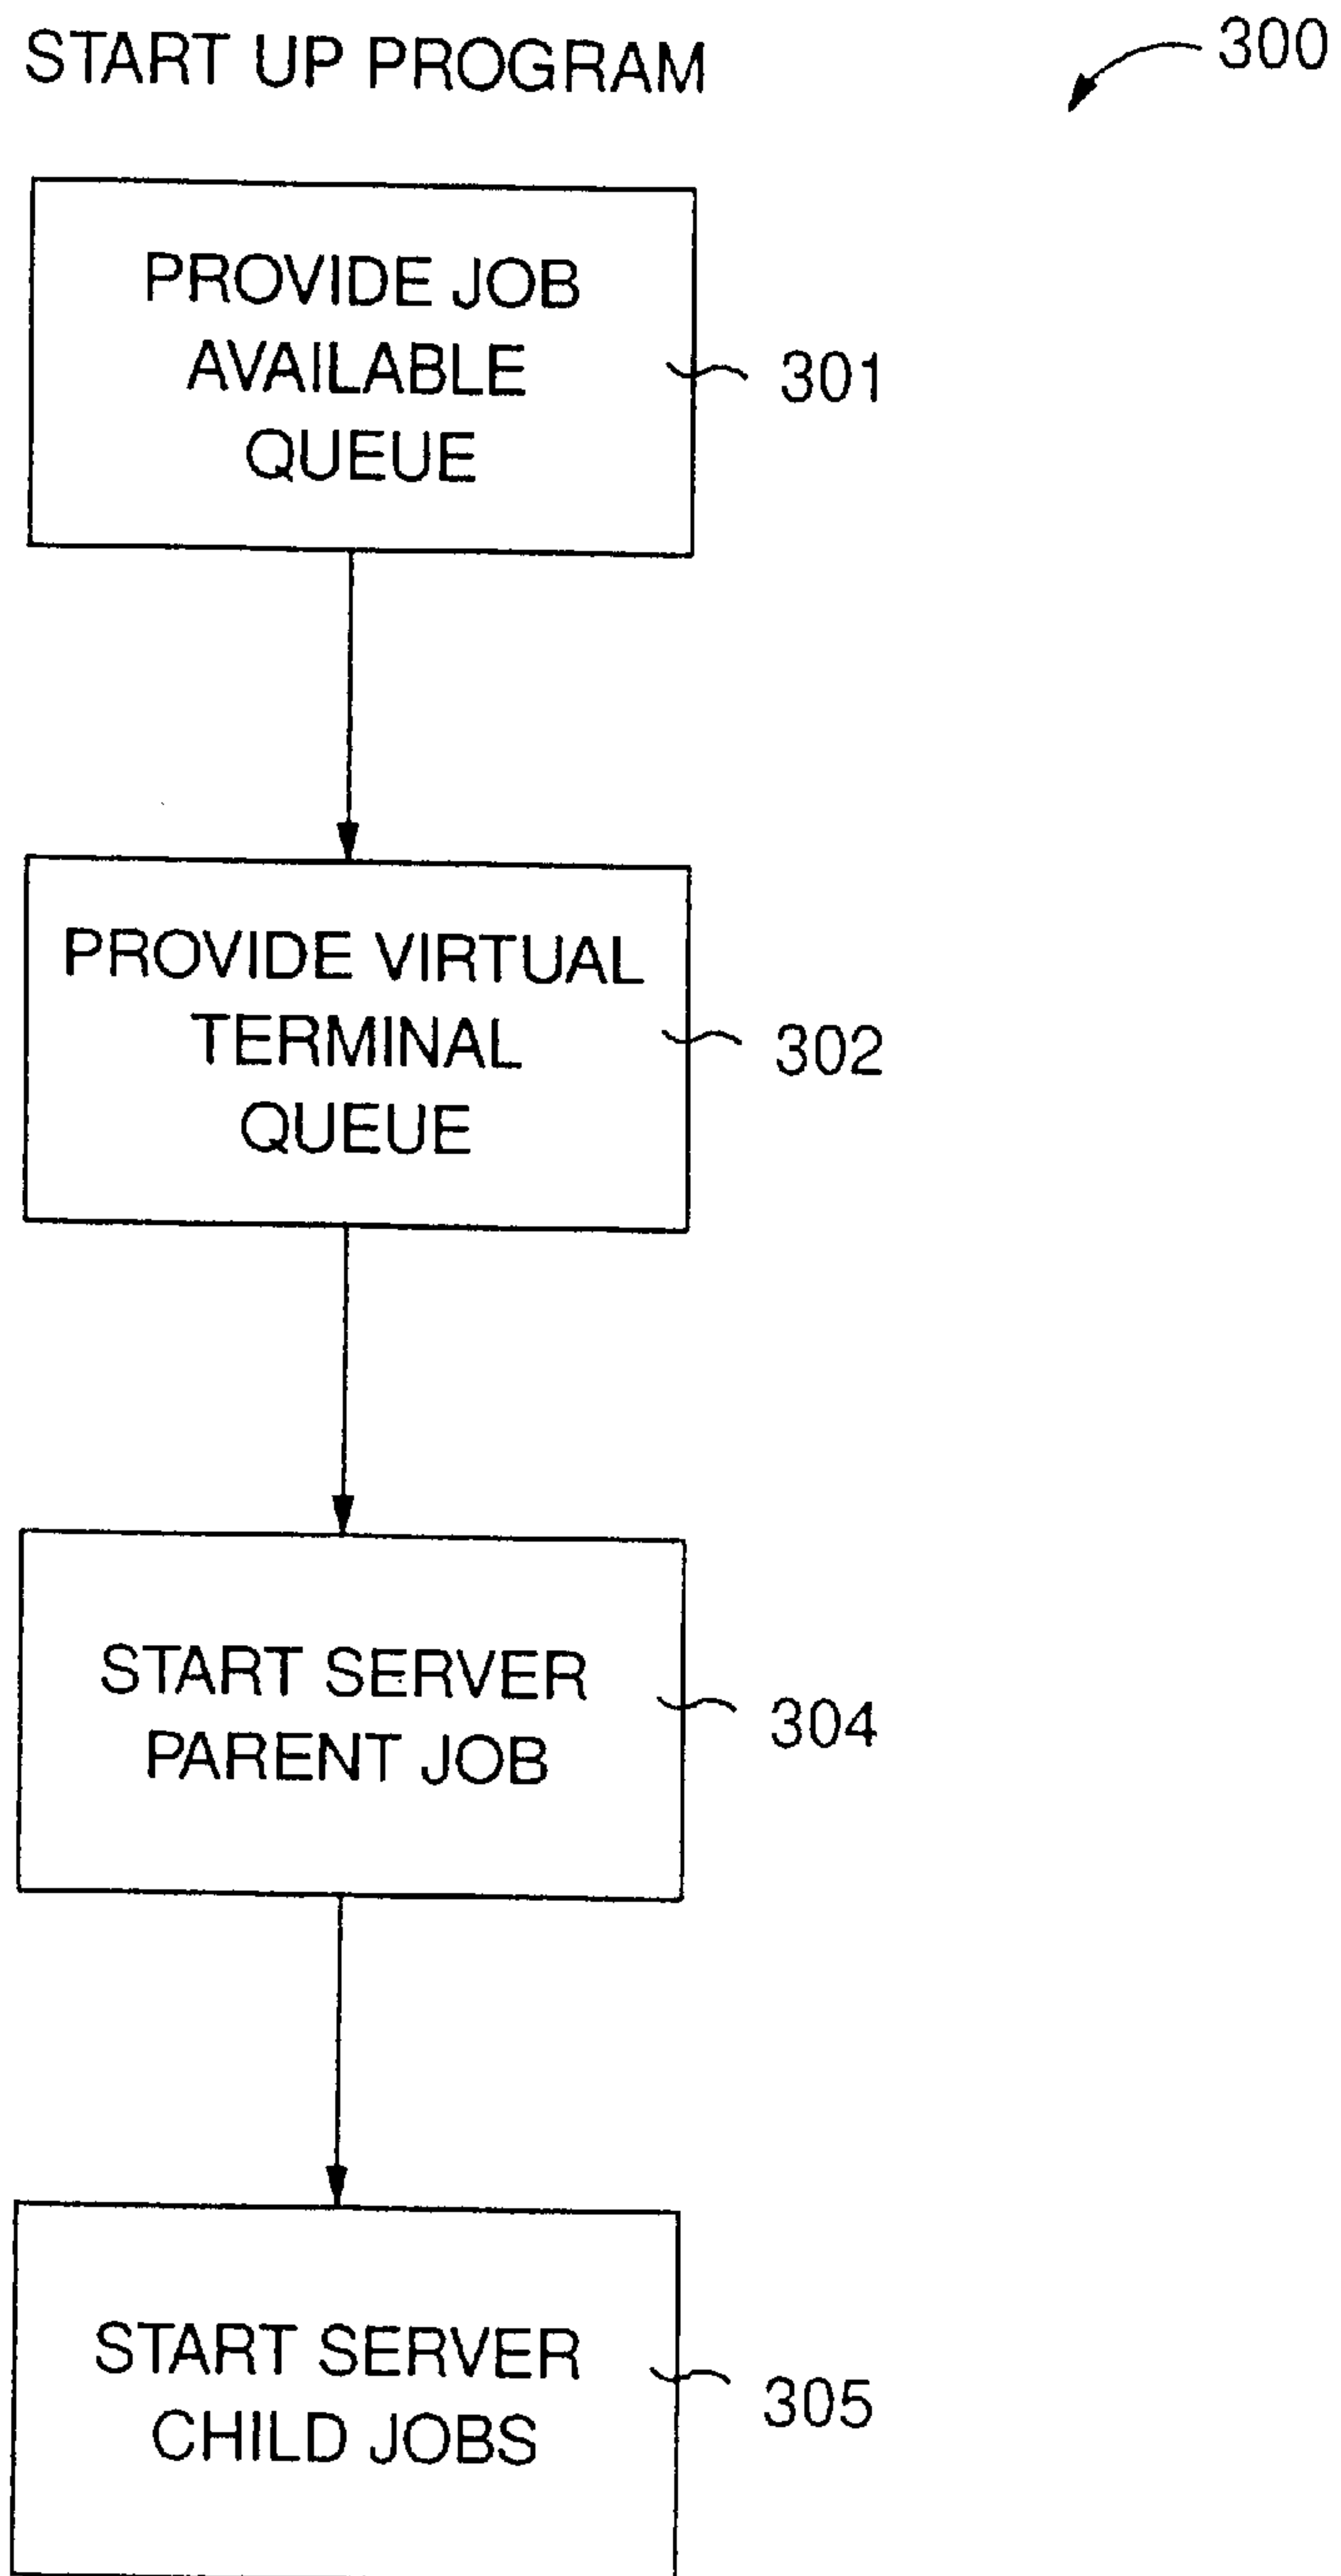 START UP PROGRAM
300
PROVIDE JOB
AVAILABLE
QUEUE
301
PROVIDE VIRTUAL
TERMINAL
QUEUE
302
START SERVER
PARENT JOB
304
START SERVER
CHILD JOBS
305